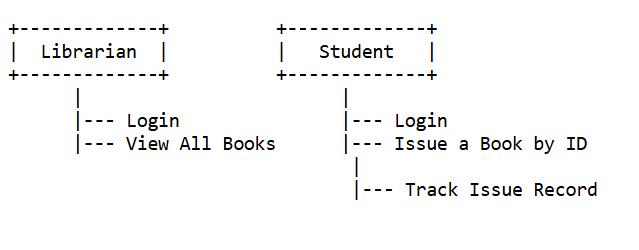 Librarian Student
Login Login
View All Books Issue a Book by ID
Track Issue Record